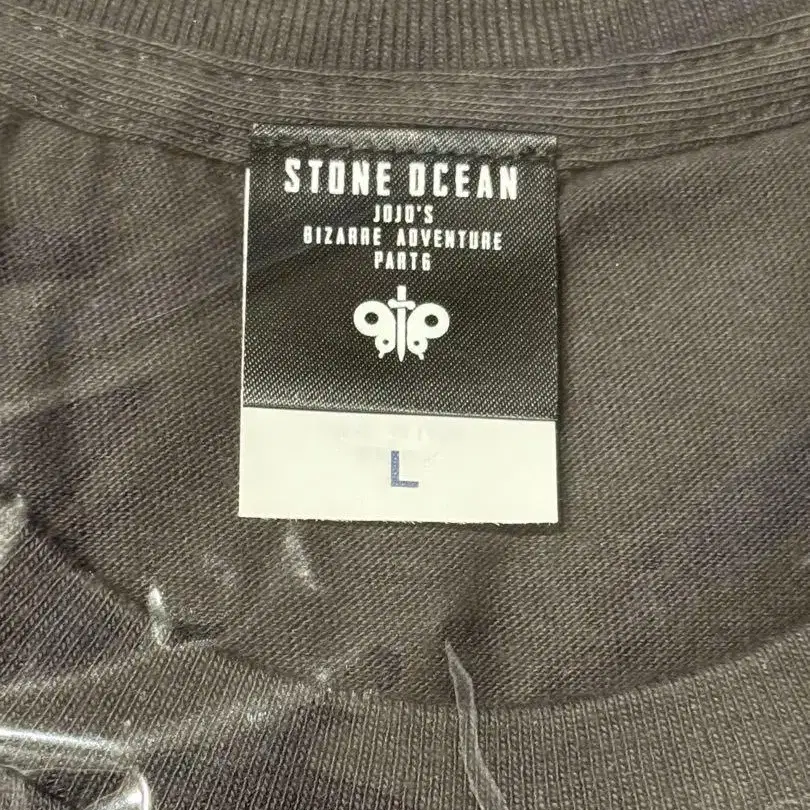 STONE OCEAN
JOJO'S
BIZARRE ADVENTURE
PART6
L